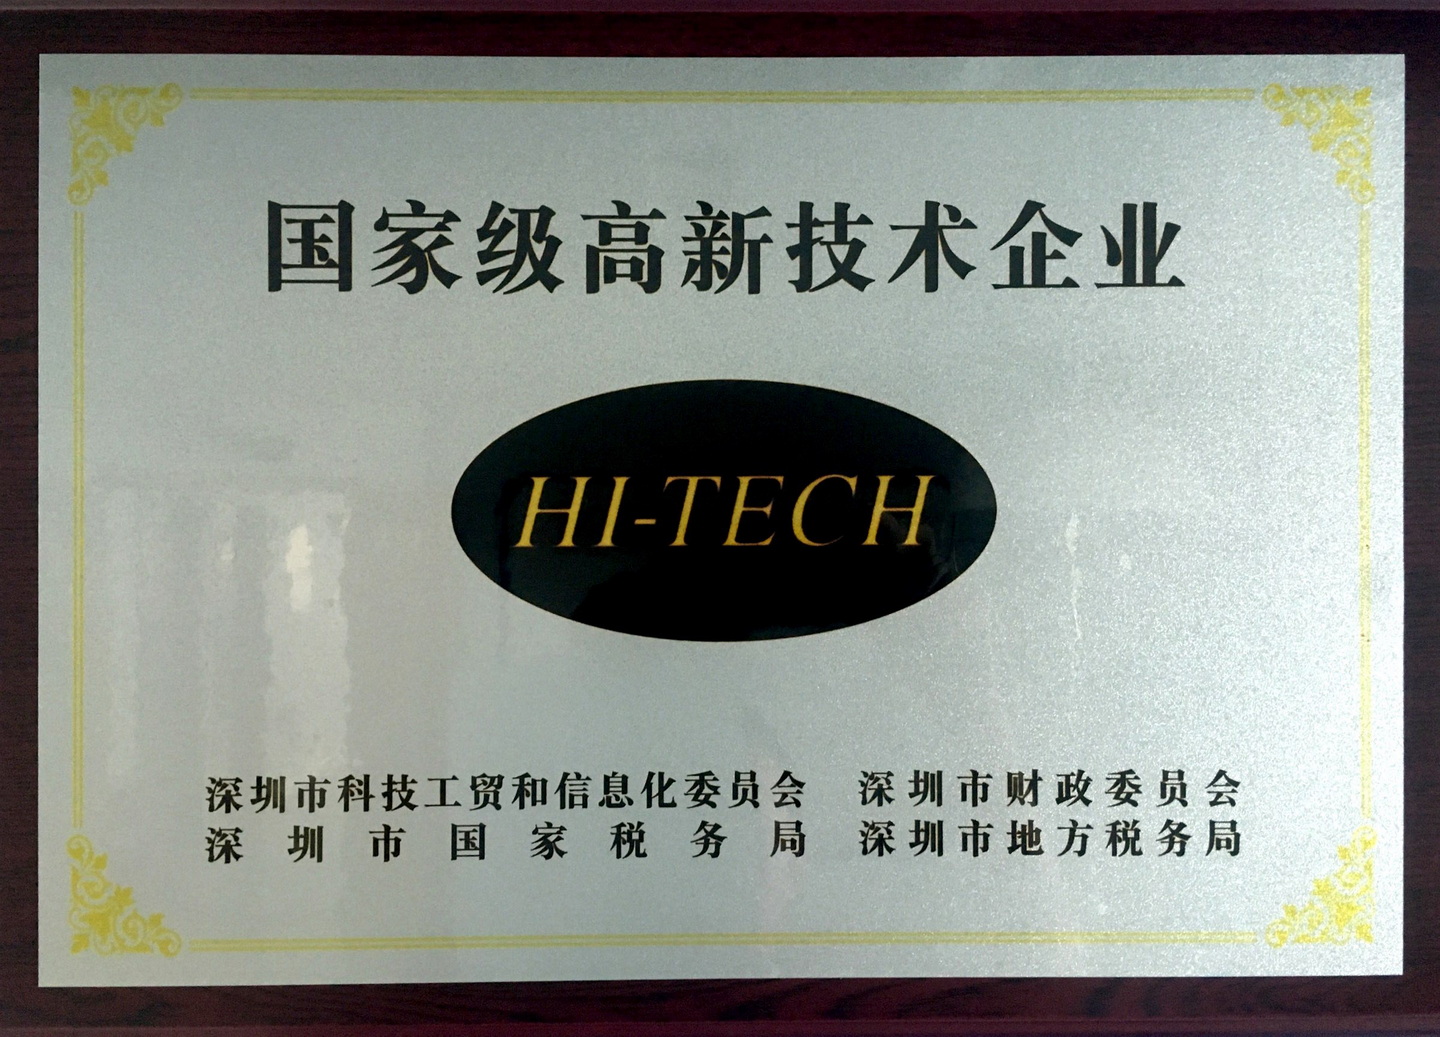 国家级高新技术企业
HI-TECH
深圳市科技工贸和信息化委员会 深圳市财政委员会
深圳市国家税务局 深圳市地方税务局